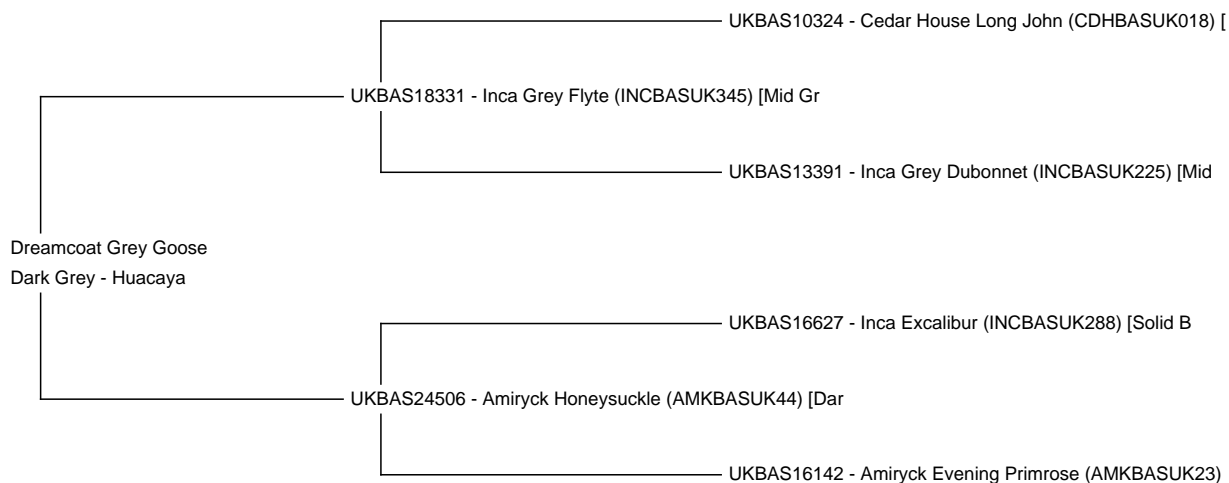 UKBAS10324 - Cedar House Long John (CDHBASUK018) [
UKBAS18331 - Inca Grey Flyte (INCBASUK345) [Mid Gr
UKBAS13391 - Inca Grey Dubonnet (INCBASUK225) [Mid
Dreamcoat Grey Goose
Dark Grey - Huacaya
UKBAS16627 - Inca Excalibur (INCBASUK288) [Solid B
UKBAS24506 - Amiryck Honeysuckle (AMKBASUK44) [Dar
UKBAS16142 - Amiryck Evening Primrose (AMKBASUK23)